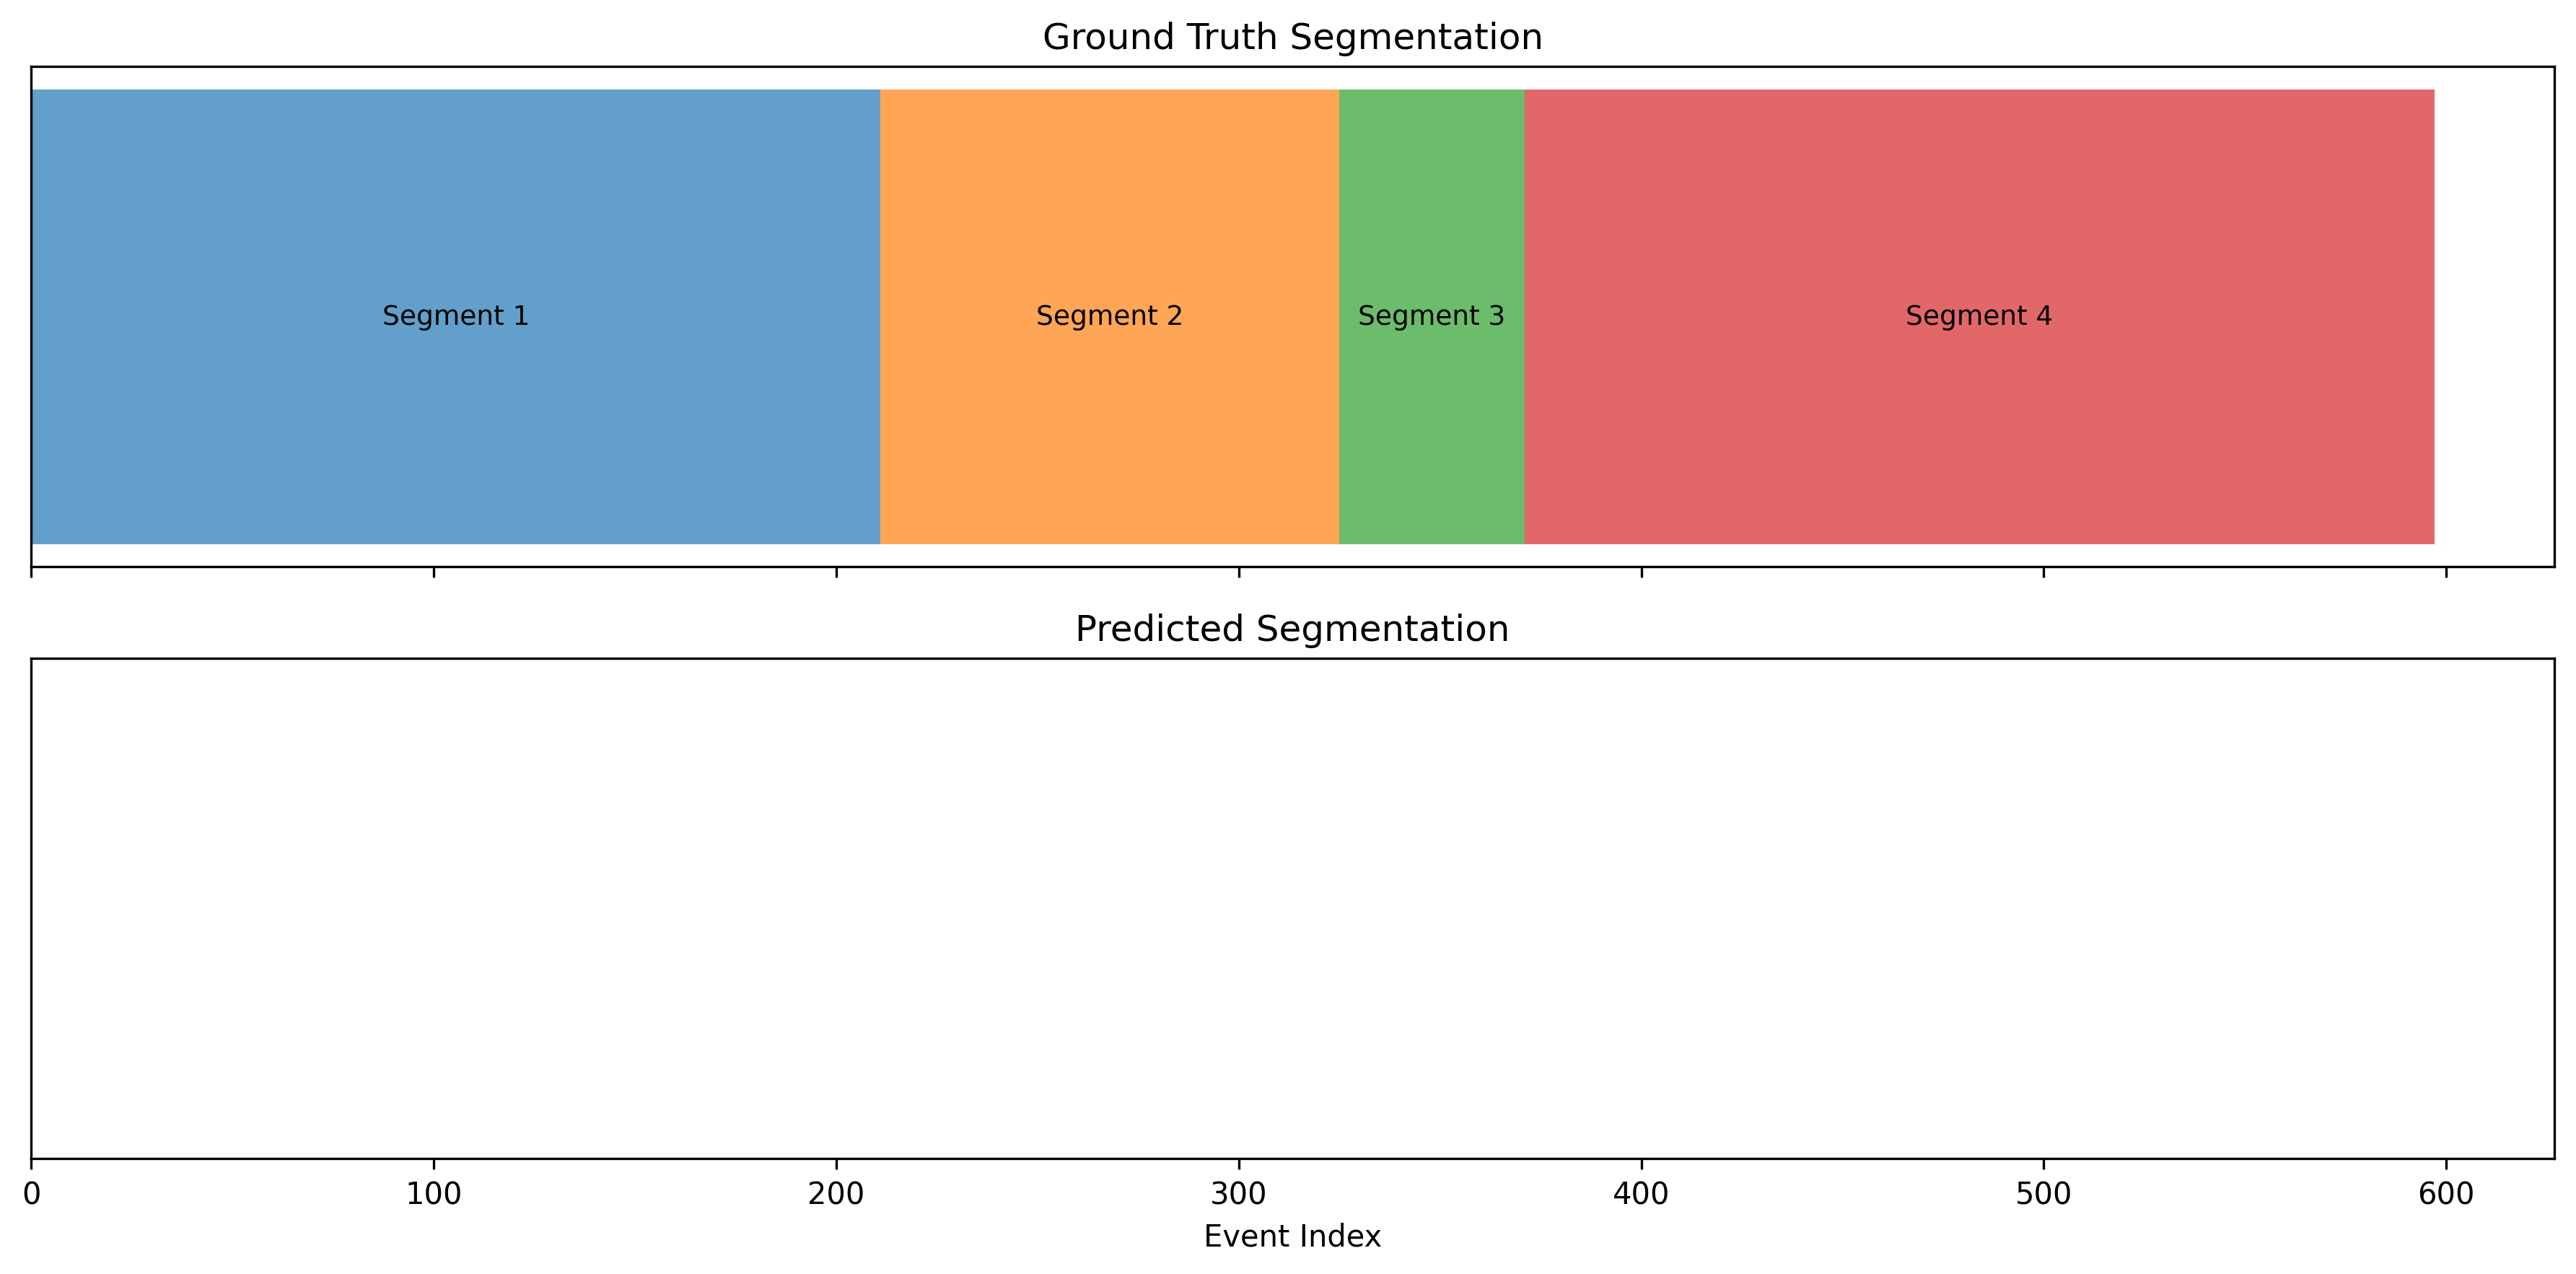 Ground Truth Segmentation
Segment 1 Segment 2 Segment 3 Segment 4
Predicted Segmentation
0 100 200 300 400 500 600
Event Index